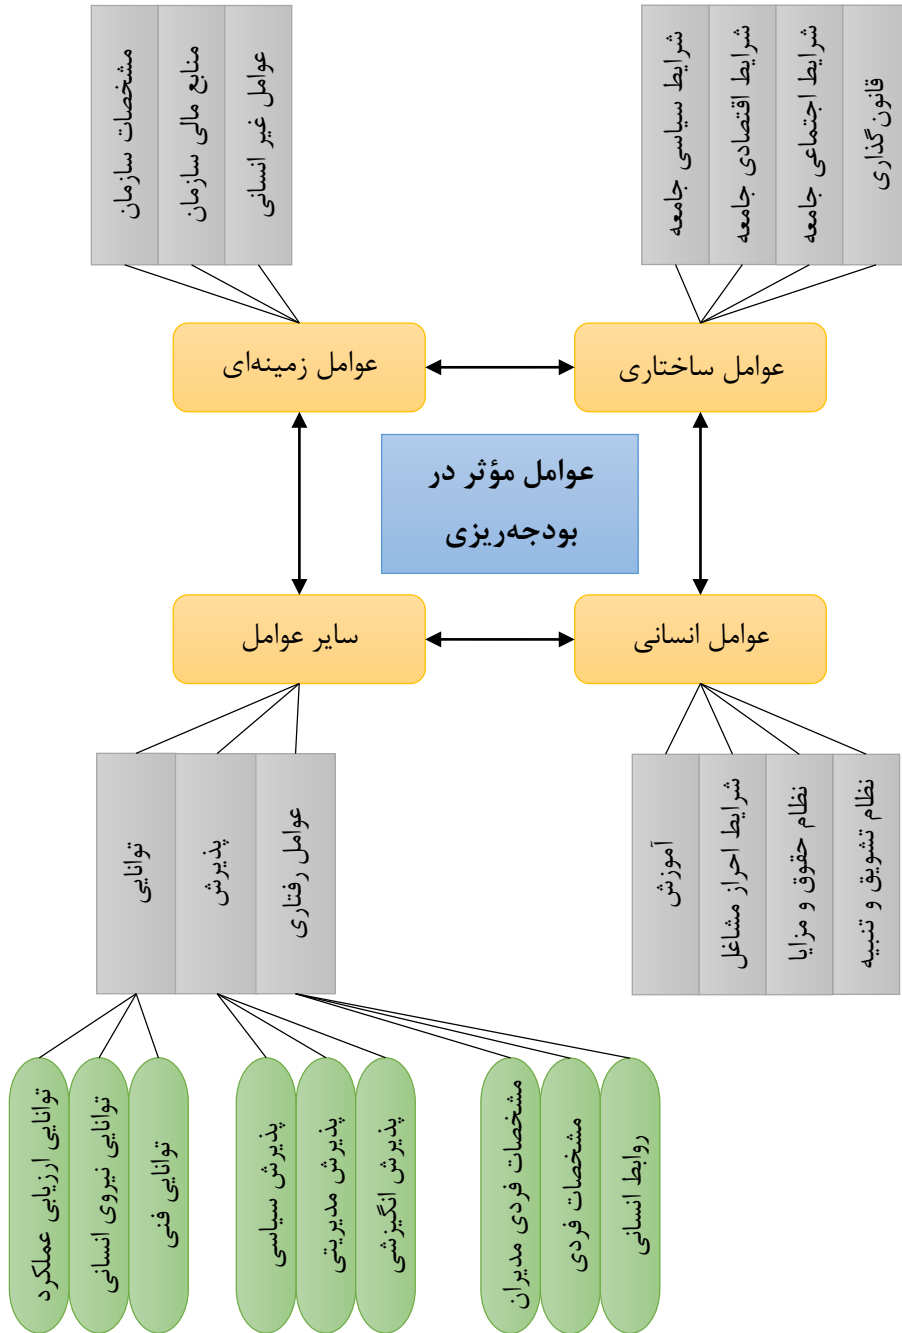 قانون‌گذاری
شرایط اجتماعی جامعه
شرایط اقتصادی جامعه
شرایط سیاسی جامعه
عوامل غیر انسانی
منابع مالی سازمان
مشخصات سازمان
عوامل ساختاری
عوامل زمینه‌ای
عوامل مؤثر در
بودجه‌ریزی
عوامل انسانی
سایر عوامل
نظام تشویق و تنبیه
نظام حقوق و مزایا
شرایط احراز مشاغل
آموزش
عوامل رفتاری
پذیرش
توانایی
روابط انسانی
مشخصات فردی
مشخصات فردی مدیران
پذیرش انگیزشی
پذیرش مدیریتی
پذیرش سیاسی
توانایی فنی
توانایی نیروی انسانی
توانایی ارزیابی عملکرد